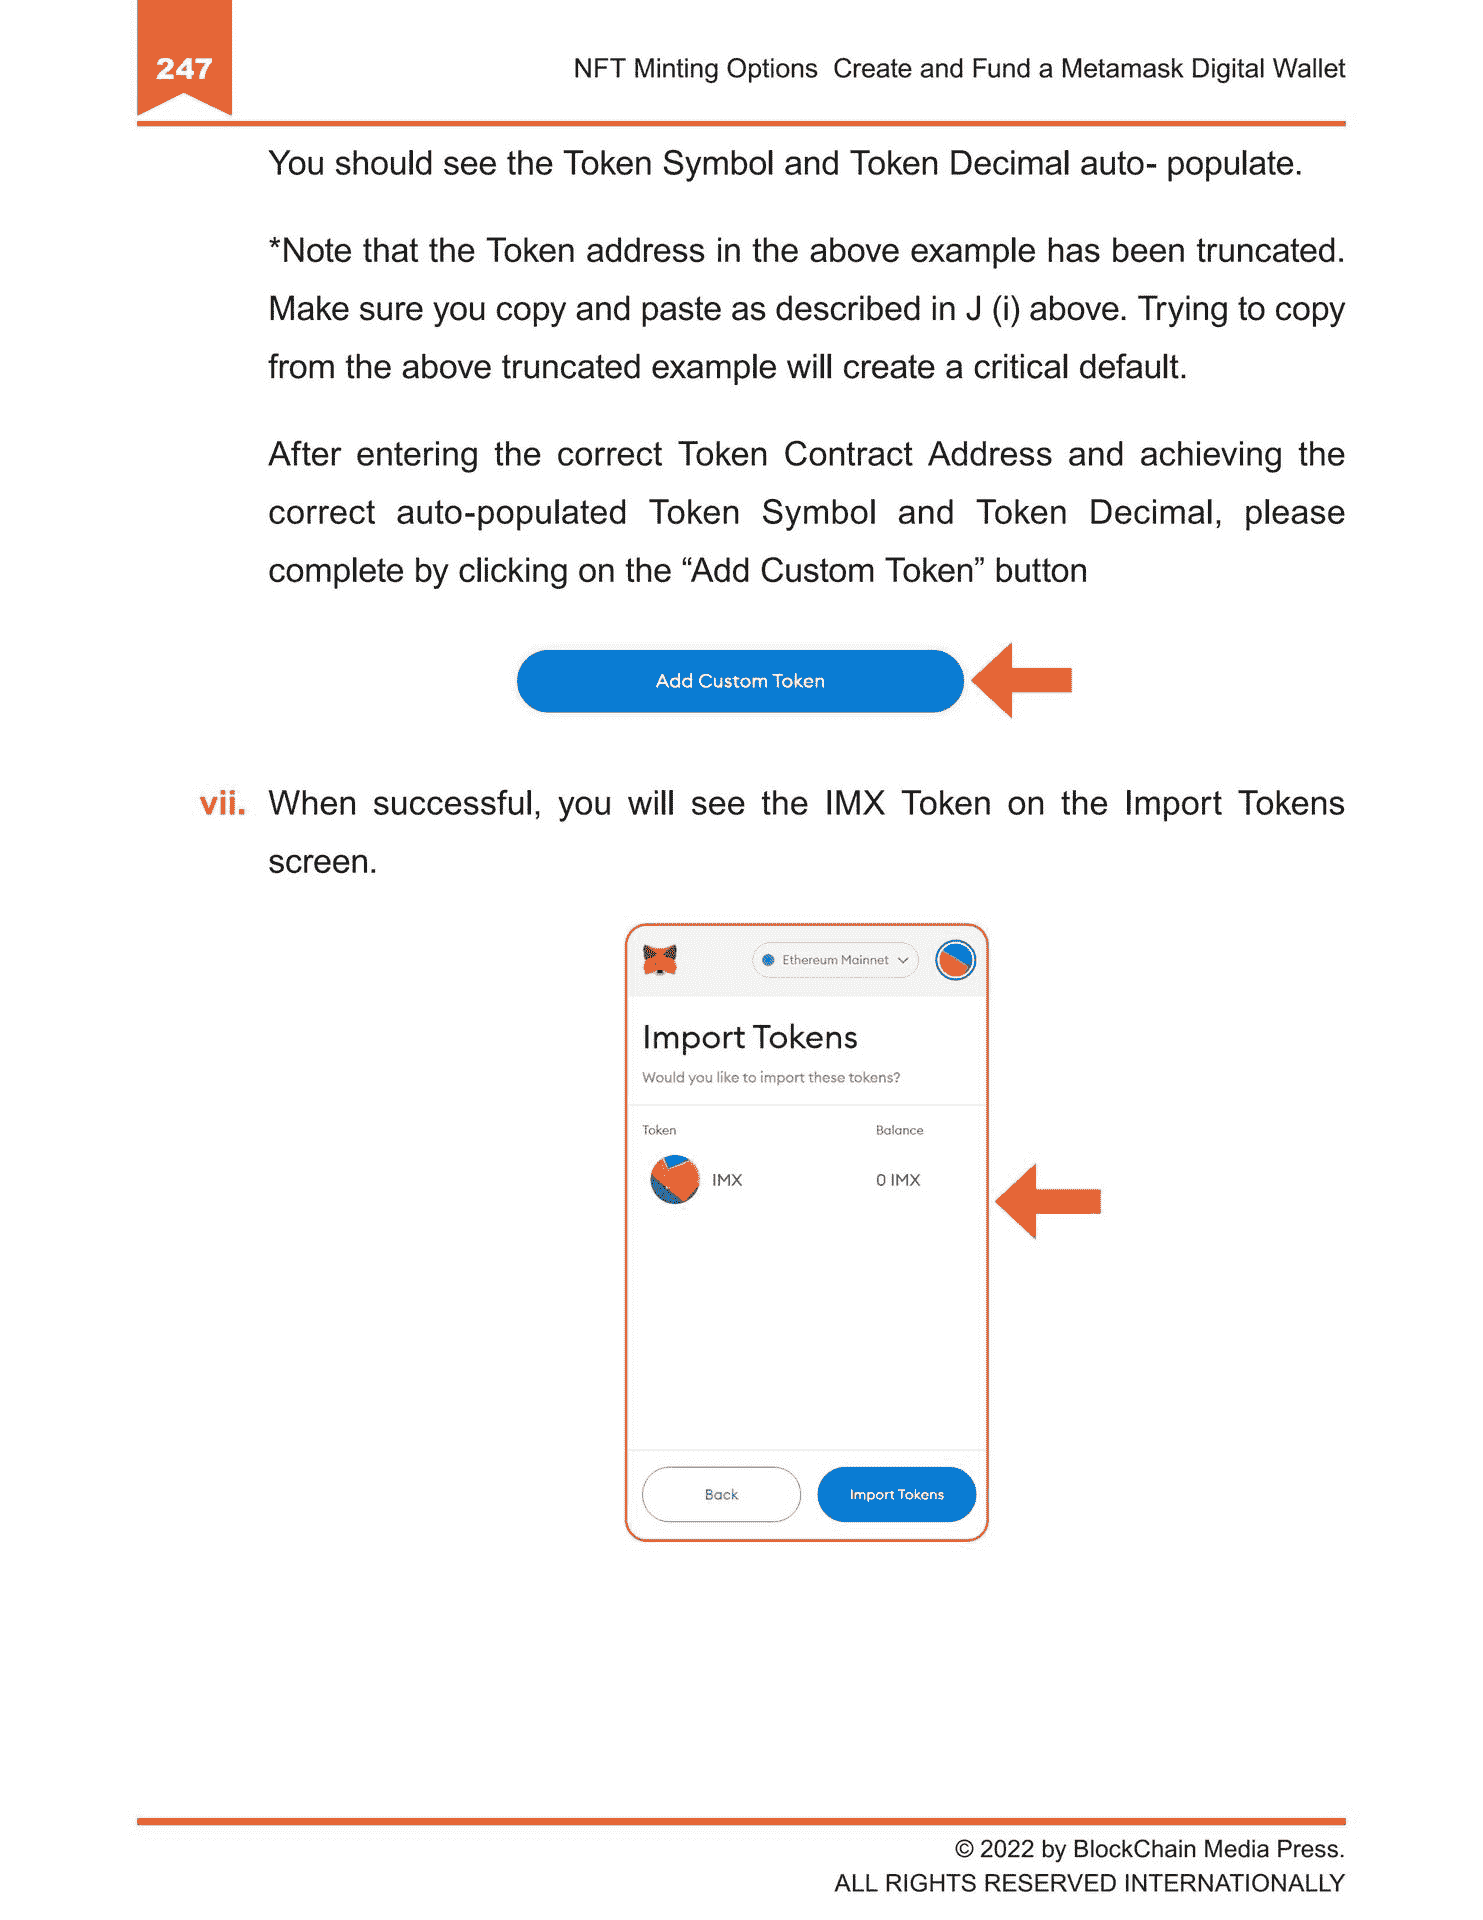 247
NFT Minting Options  Create and Fund a Metamask Digital Wallet
You should see the Token Symbol and Token Decimal auto- populate.
*Note that the Token address in the above example has been truncated.
Make sure you copy and paste as described in J (i) above. Trying to copy
from the above truncated example will create a critical default.
After entering the correct Token Contract Address and achieving the
correct auto-populated Token Symbol and Token Decimal, please
complete by clicking on the “Add Custom Token” button
Add Custom Token
vii. When successful, you will see the IMX Token on the Import Tokens
screen.
Ethereum Mainnet
Import Tokens
Would you like to import these tokens?
Token Balance
IMX 0 IMX
Back Import Tokens
© 2022 by BlockChain Media Press.
ALL RIGHTS RESERVED INTERNATIONALLY